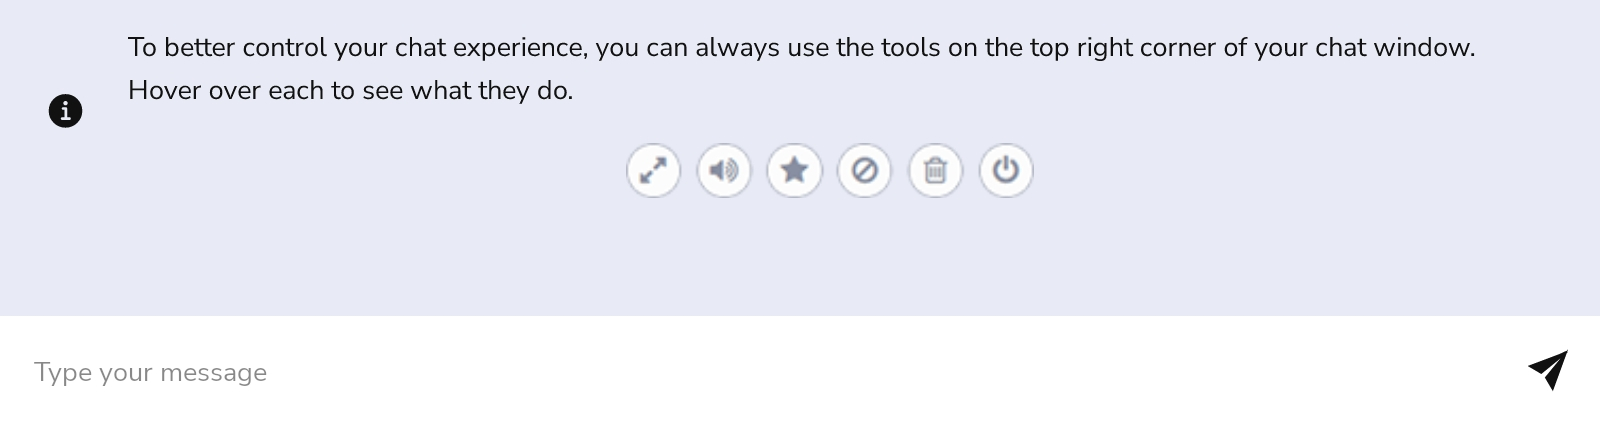 To better control your chat experience, you can always use the tools on the top right corner of your chat window.
Hover over each to see what they do.
Type your message